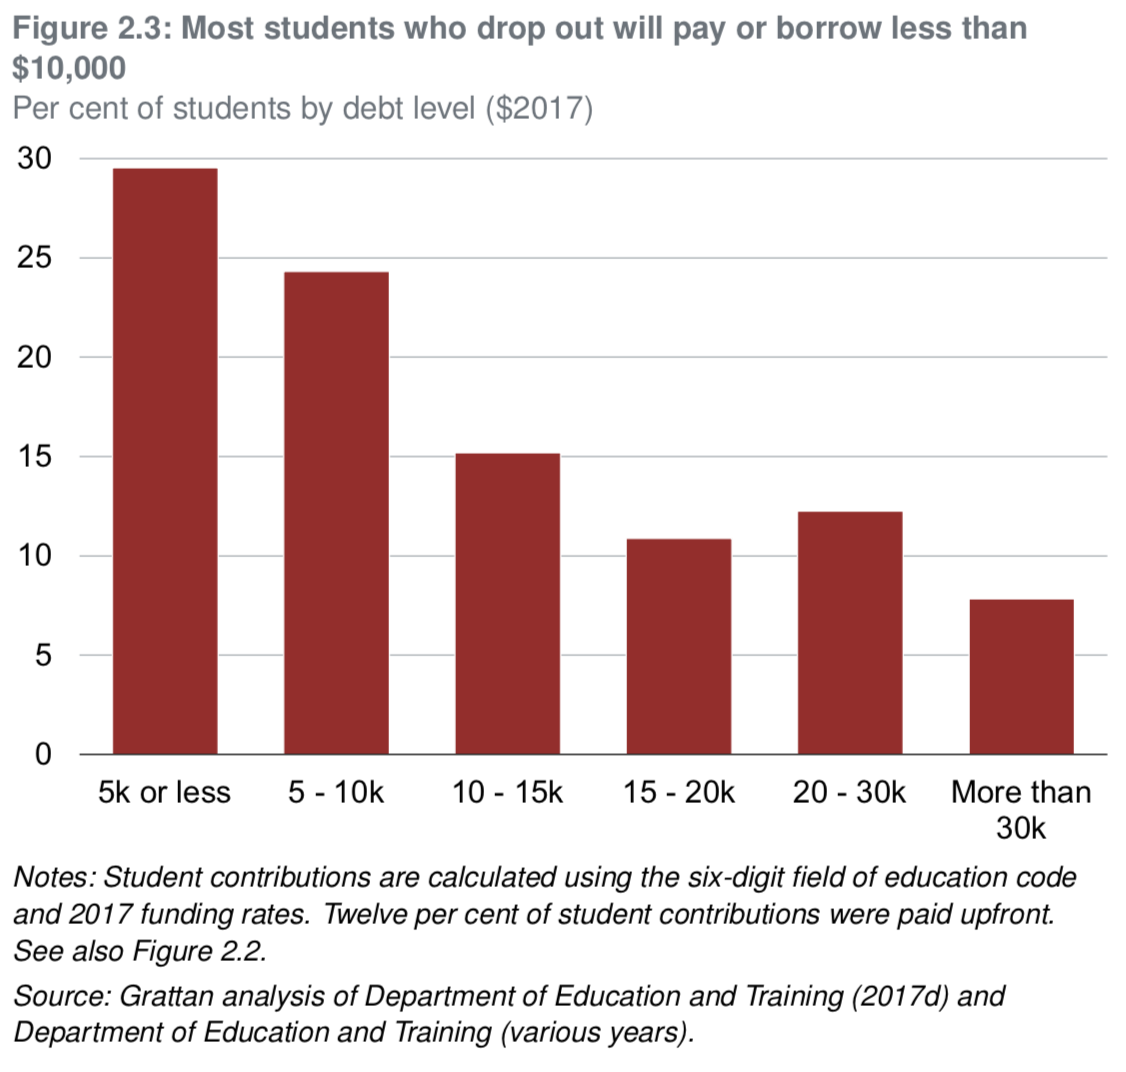 Figure 2.3: Most students who drop out will pay or borrow less than
$10,000
Per cent of students by debt level ($2017)
30
25
20
15
10
5
0
5k or less
5 - 10k
10 - 15k
15 - 20k
20 - 30k
More than
30k
Notes: Student contributions are calculated using the six-digit field of education code
and 2017 funding rates. Twelve per cent of student contributions were paid upfront.
See also Figure 2.2.
Source: Grattan analysis of Department of Education and Training (2017d) and
Department of Education and Training (various years).